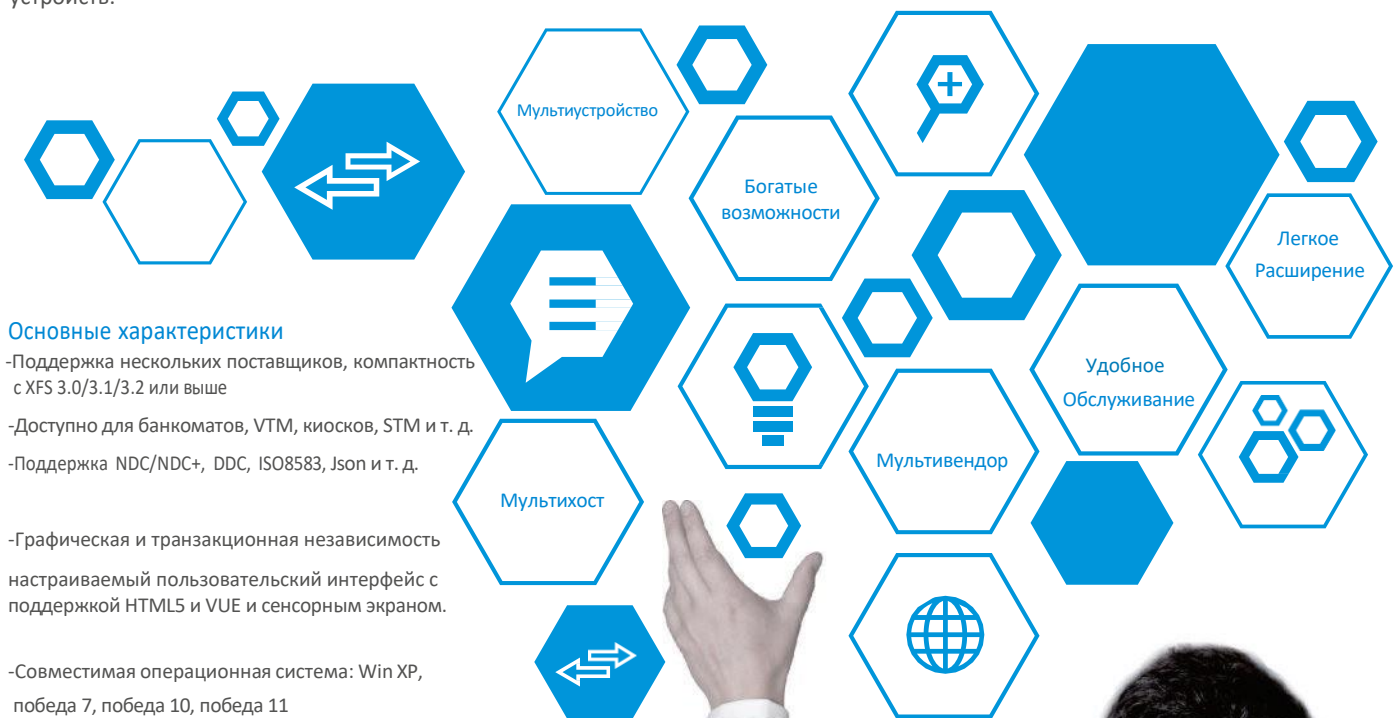 устройств.
Мультиустройство
Богатые
возможности
Легкое
Расширение
Основные характеристики
-Поддержка нескольких поставщиков, компактность
с XFS 3.0/3.1/3.2 или выше
-Доступно для банкоматов, VTM, киосков, STM и т. д.
-Поддержка NDC/NDC+, DDC, ISO8583, Json и т. д.
-Графическая и транзакционная независимость
настраиваемый пользовательский интерфейс с
поддержкой HTML5 и VUE и сенсорным экраном.
-Совместимая операционная система: Win XP,
победа 7, победа 10, победа 11
Удобное
Обслуживание
Мультивендор
Мультихост